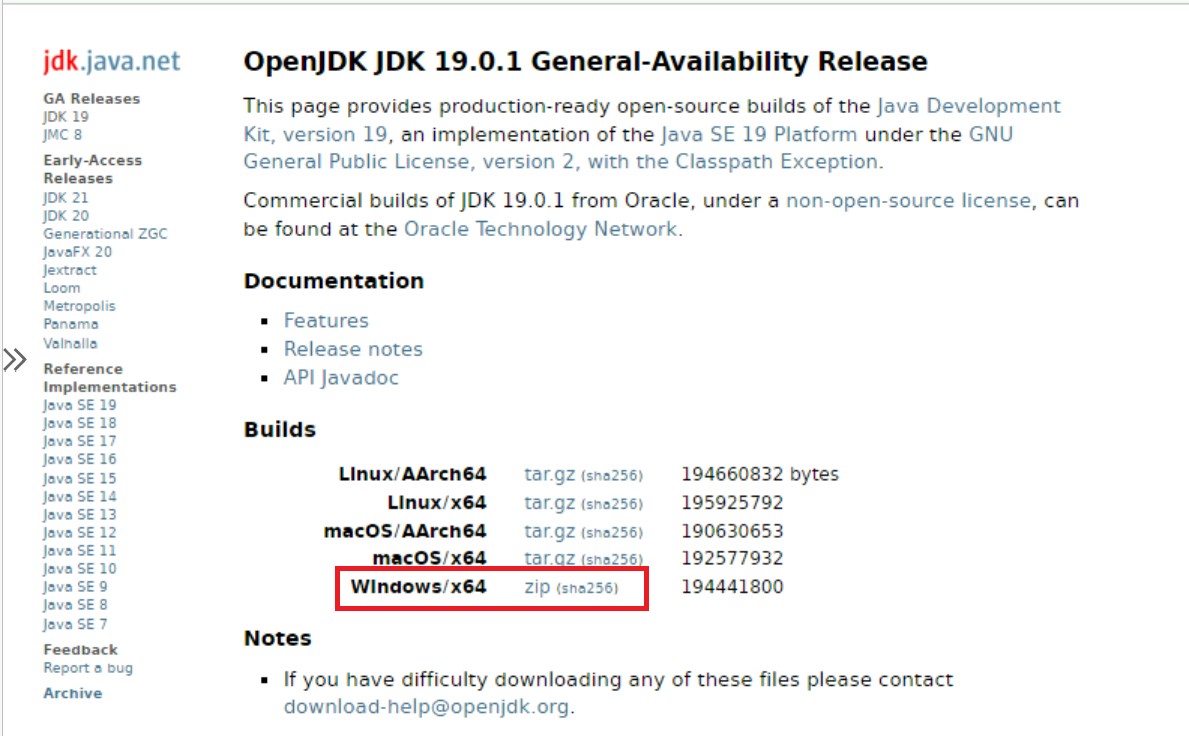 jdk.java.net
GA Releases
JDK 19
JMC 8
Early-Access
Releases
JDK 21
JDK 20
Generational ZGC
JavaFX 20
Jextract
Loom
Metropolis
Panama
Valhalla
Reference
Implementations
Java SE 19
Java SE 18
Java SE 17
Java SE 16
Java SE 15
Java SE 14
Java SE 13
Java SE 12
Java SE 11
Java SE 10
Java SE 9
Java SE 8
Java SE 7
Feedback
Report a bug
Archive
OpenJDK JDK 19.0.1 General-Availability Release
This page provides production-ready open-source builds of the Java Development
Kit, version 19, an implementation of the Java SE 19 Platform under the GNU
General Public License, version 2, with the Classpath Exception.
Commercial builds of JDK 19.0.1 from Oracle, under a non-open-source license, can
be found at the Oracle Technology Network.
Documentation
Features
Release notes
API Javadoc
Builds
Linux/AArch64 tar.gz (sha256) 194660832 bytes
Linux/x64 tar.gz (sha256) 195925792
macOS/AArch64 tar.gz (sha256) 190630653
macOS/x64 tar.gz (sha256) 192577932
Windows/x64 zip (sha256) 194441800
Notes
If you have difficulty downloading any of these files please contact
download-help@openjdk.org.